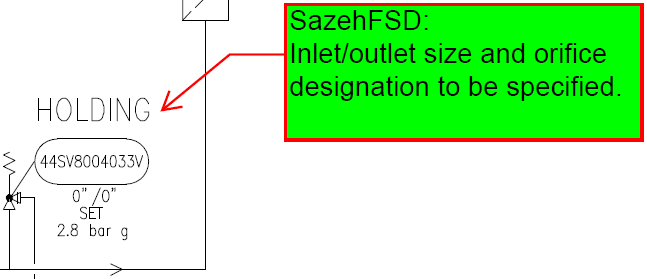 SazehFSD:
Inlet/outlet size and orifice
designation to be specified.
HOLDING
44SV8004033V
0" /0"
SET
2.8 bar g